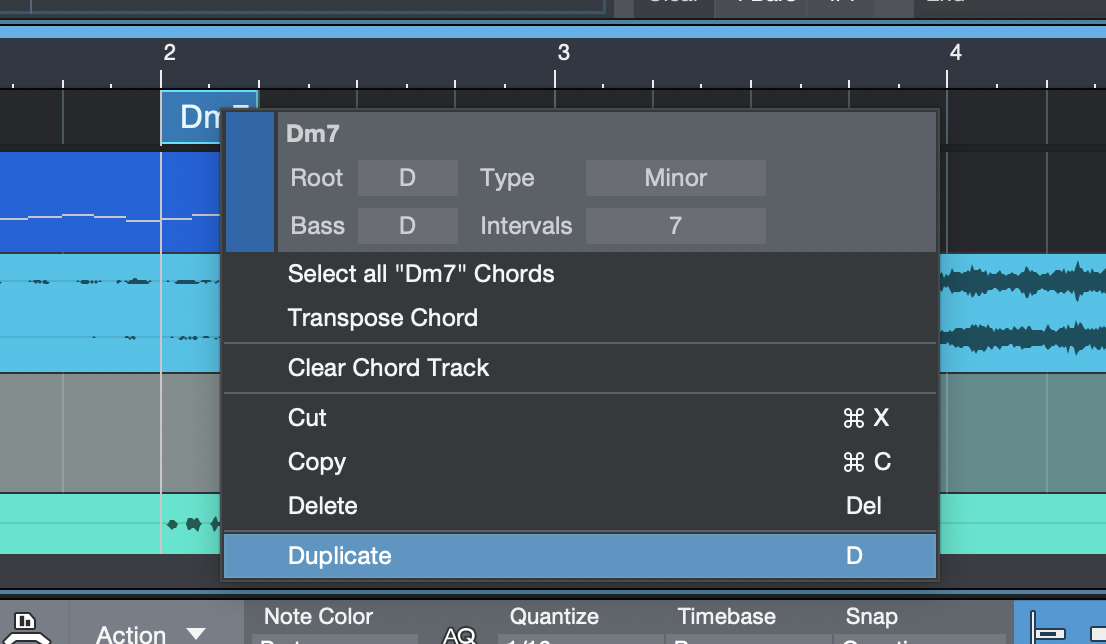 2 3 4
Dm7
Root D Type Minor
Bass D Intervals 7
Select all "Dm7" Chords
Transpose Chord
Clear Chord Track
Cut ⌘ X
Copy ⌘ C
Delete Del
Duplicate D
Note Color Quantize Timebase Snap
Action AQ